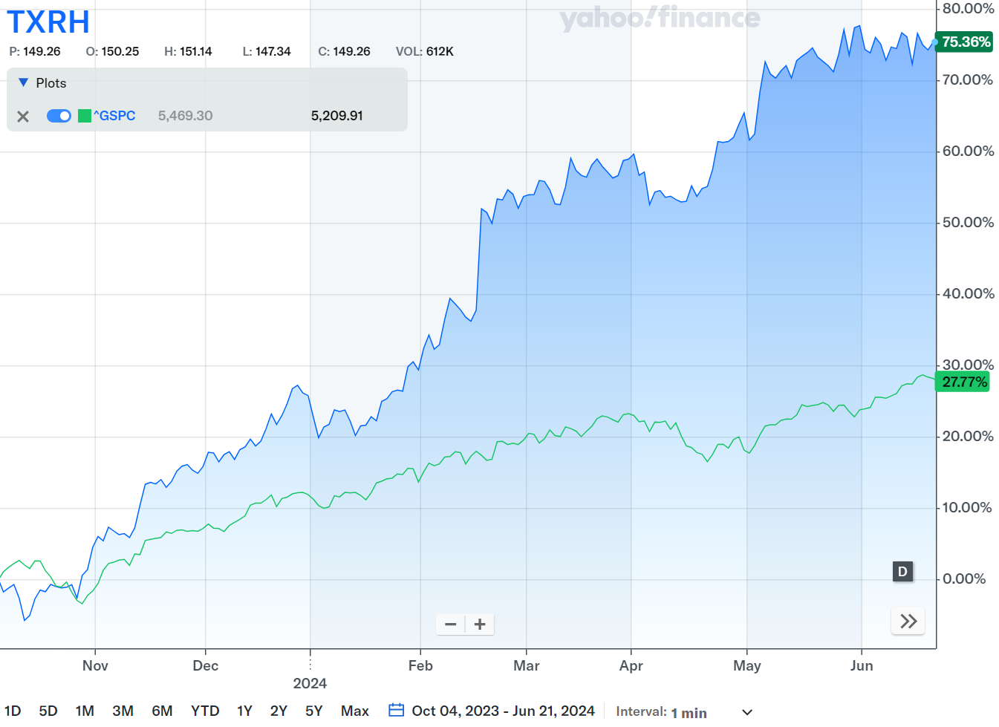 TXRH
yahoo!finance
P: 149.26 O: 150.25 H: 151.14 L: 147.34 C: 149.26 VOL: 612K
Plots
^GSPC 5,469.30 5,209.91
80.00%
75.36%
70.00%
60.00%
50.00%
40.00%
30.00%
27.77%
20.00%
10.00%
D
0.00%
Nov Dec Feb Mar Apr May Jun
2024
1D 5D 1M 3M 6M YTD 1Y 2Y 5Y Max Oct 04, 2023 - Jun 21, 2024 Interval: 1 min